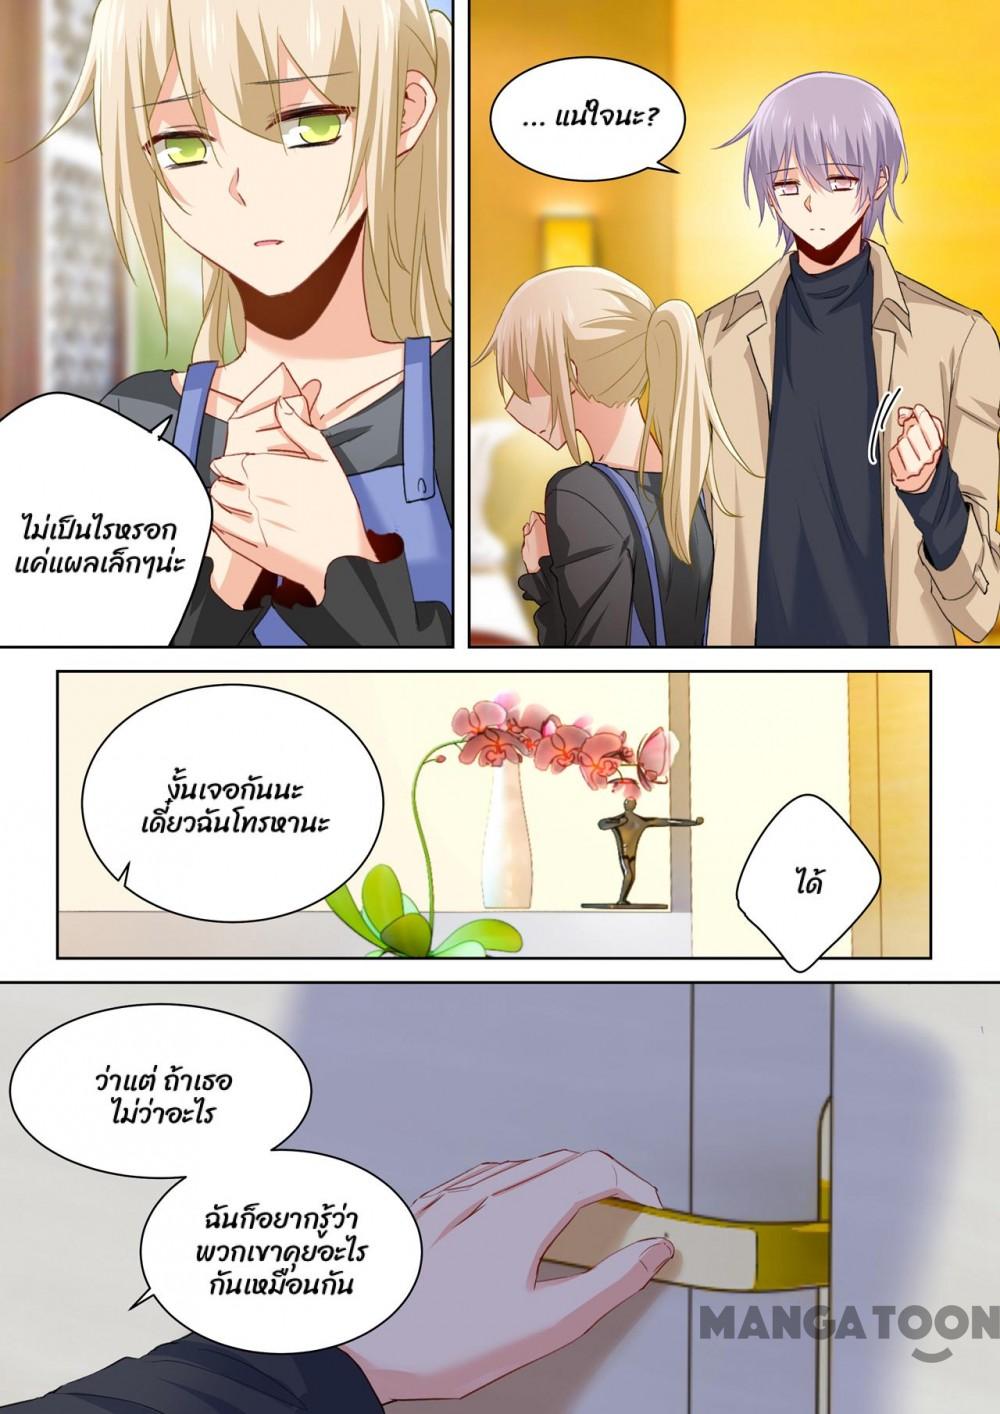 ไม่เป็นไรหรอก
แค่แผลเล็กๆน่ะ
... แน่ใจนะ?
งั้นเจอกันนะ
เดี๋ยวฉันโทรหานะ
ได้
ว่าแต่ ถ้าเธอ
ไม่ว่าอะไร
ฉันก็อยากรู้ว่า
พวกเขาคุยอะไร
กันเหมือนกัน
MANGATOON